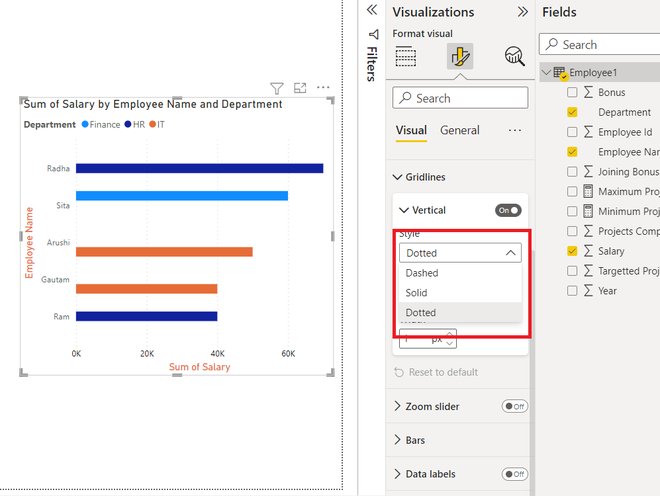 Visualizations
Fields
Format visual
Filters
Search
Search
Employee1
Bonus
Department
Employee Id
Employee Nar
Joining Bonus
Maximum Proj
Minimum Proj
Projects Comp
Salary
Targetted Proj
Year
Visual
General
Gridlines
Vertical
On
Style
Dotted
Dashed
Solid
Dotted
px
Reset to default
Zoom slider
Off
Bars
Data labels
Off
Sum of Salary by Employee Name and Department
Department Finance HR IT
Employee Name
Radha
Sita
Arushi
Gautam
Ram
0K 20K 40K 60K
Sum of Salary